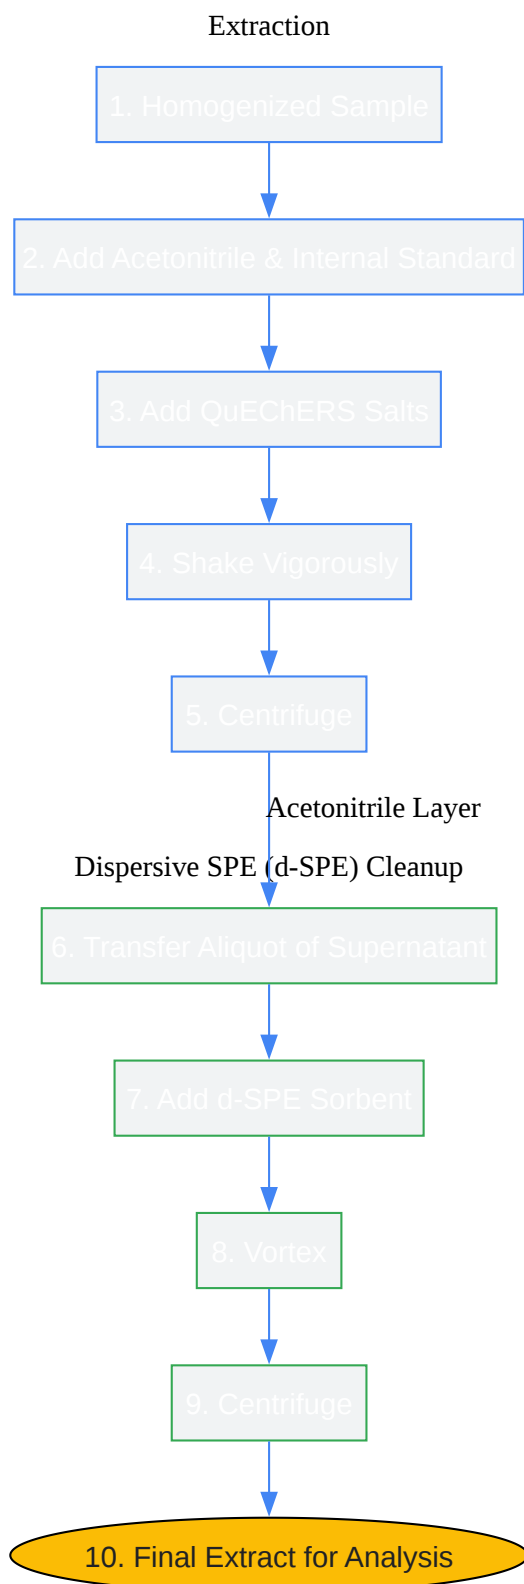 Extraction
1. Homogenized Sample
2. Add Acetonitrile & Internal Standard
3. Add QuEChERS Salts
4. Shake Vigorously
5. Centrifuge
Acetonitrile Layer
Dispersive SPE (d-SPE) Cleanup
6. Transfer Aliquot of Supernatant
7. Add d-SPE Sorbent
8. Vortex
9. Centrifuge
10. Final Extract for Analysis